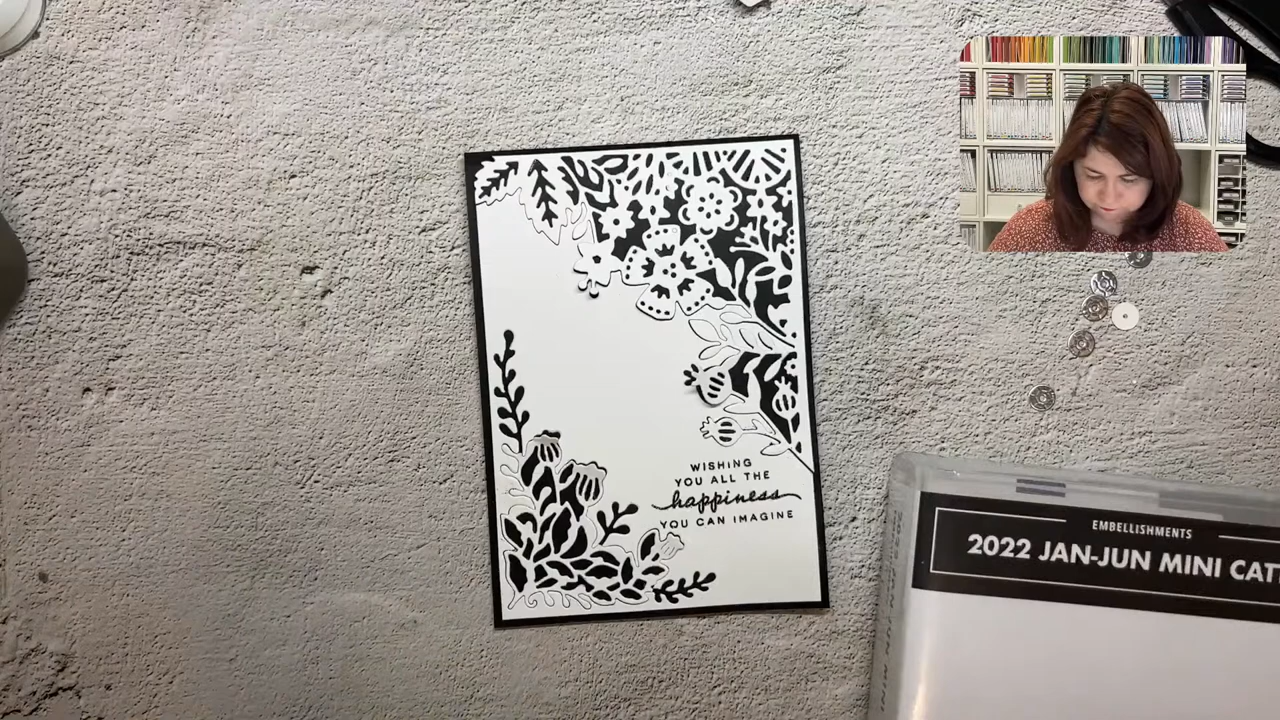 WISHING
YOU ALL THE
happiness
YOU CAN IMAGINE
EMBELLISHMENTS
2022 JAN-JUN MINI CAT